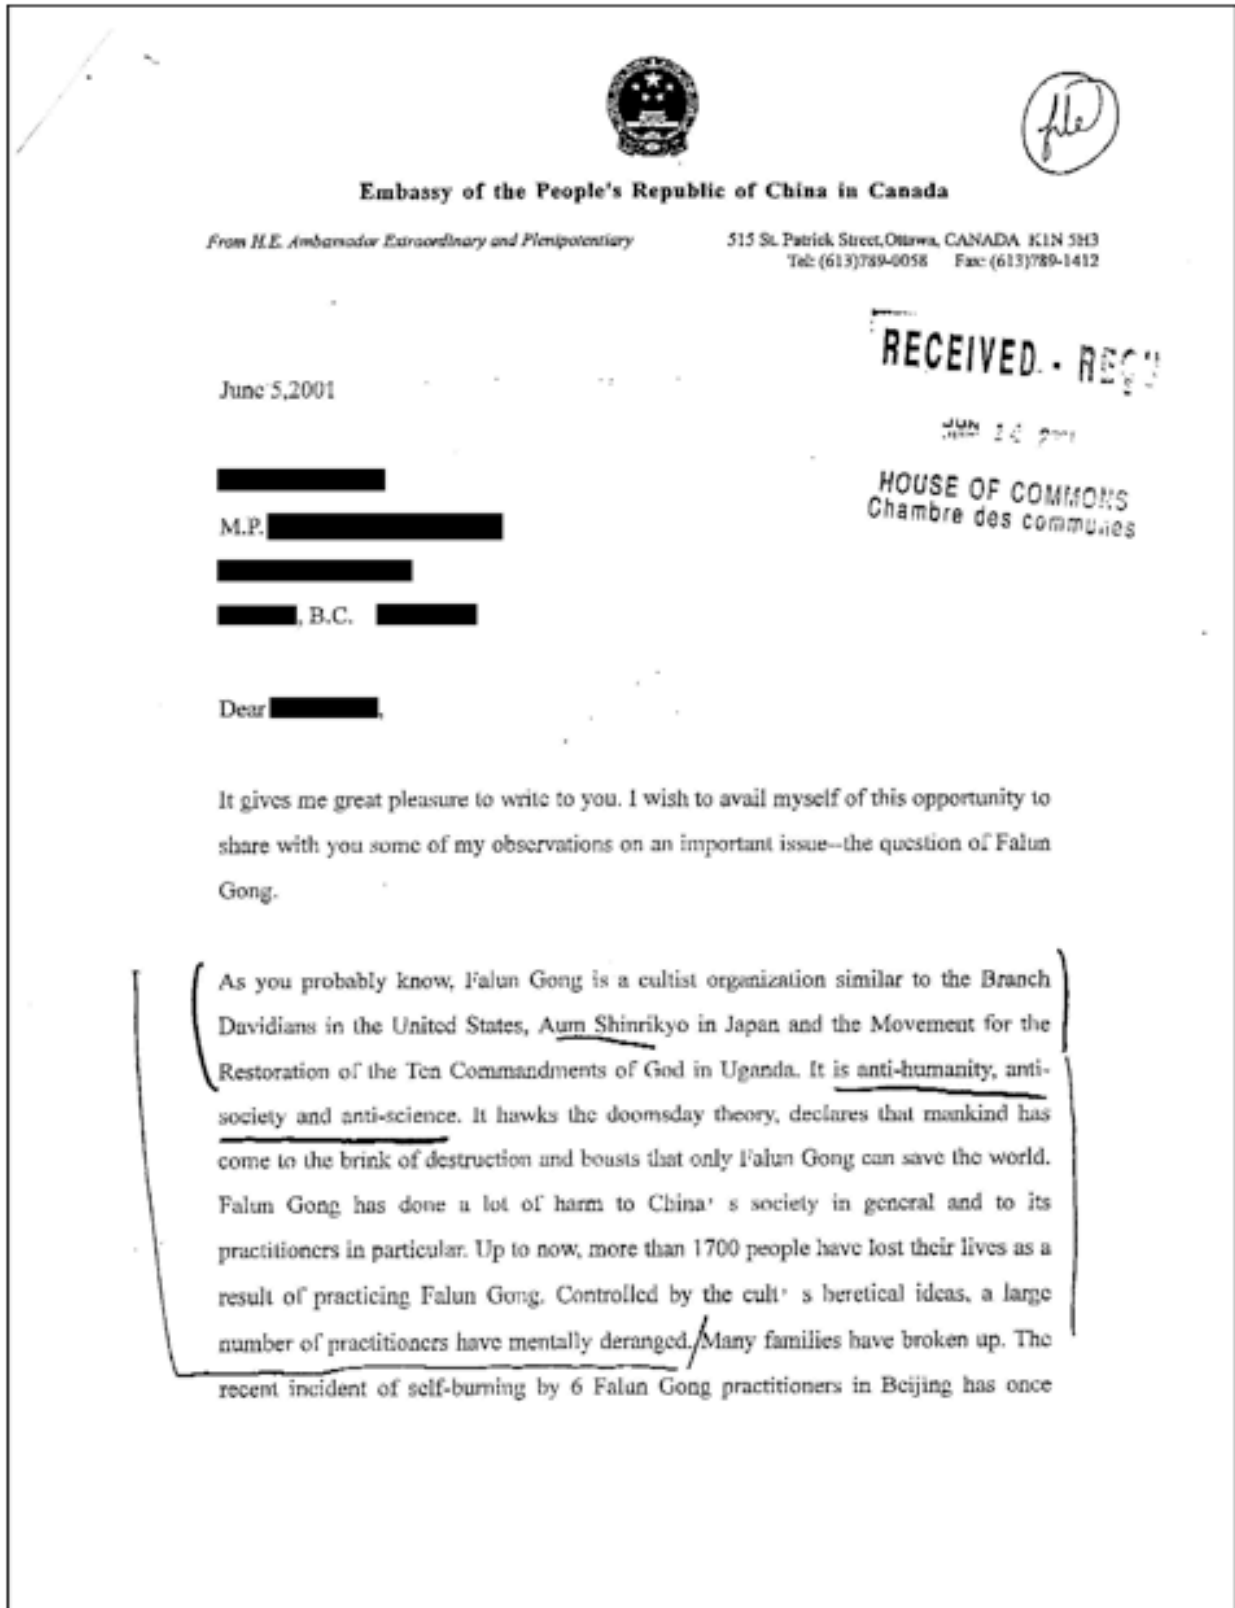 file
Embassy of the People's Republic of China in Canada
From H.E. Ambassador Extraordinary and Plenipotentiary
515 St. Patrick Street,Ottawa, CANADA K1N 5H3
Tel: (613)789-0058 Fax: (613)789-1412
RECEIVED - 
JUN
HOUSE OF COMMONS
Chambre des communes
June 5,2001
M.P.
, B.C.
Dear ,
It gives me great pleasure to write to you. I wish to avail myself of this opportunity to
share with you some of my observations on an important issue--the question of Falun
Gong.
As you probably know, Falun Gong is a cultist organization similar to the Branch
Davidians in the United States, Aum Shinrikyo in Japan and the Movement for the
Restoration of the Ten Commandments of God in Uganda. It is anti-humanity, anti-
society and anti-science. It hawks the doomsday theory, declares that mankind has
come to the brink of destruction and boasts that only Falun Gong can save the world.
Falun Gong has done a lot of harm to China' s society in general and to its
practitioners in particular. Up to now, more than 1700 people have lost their lives as a
result of practicing Falun Gong. Controlled by the cult' s heretical ideas, a large
number of practitioners have mentally deranged. Many families have broken up. The
recent incident of self-burning by 6 Falun Gong practitioners in Beijing has once